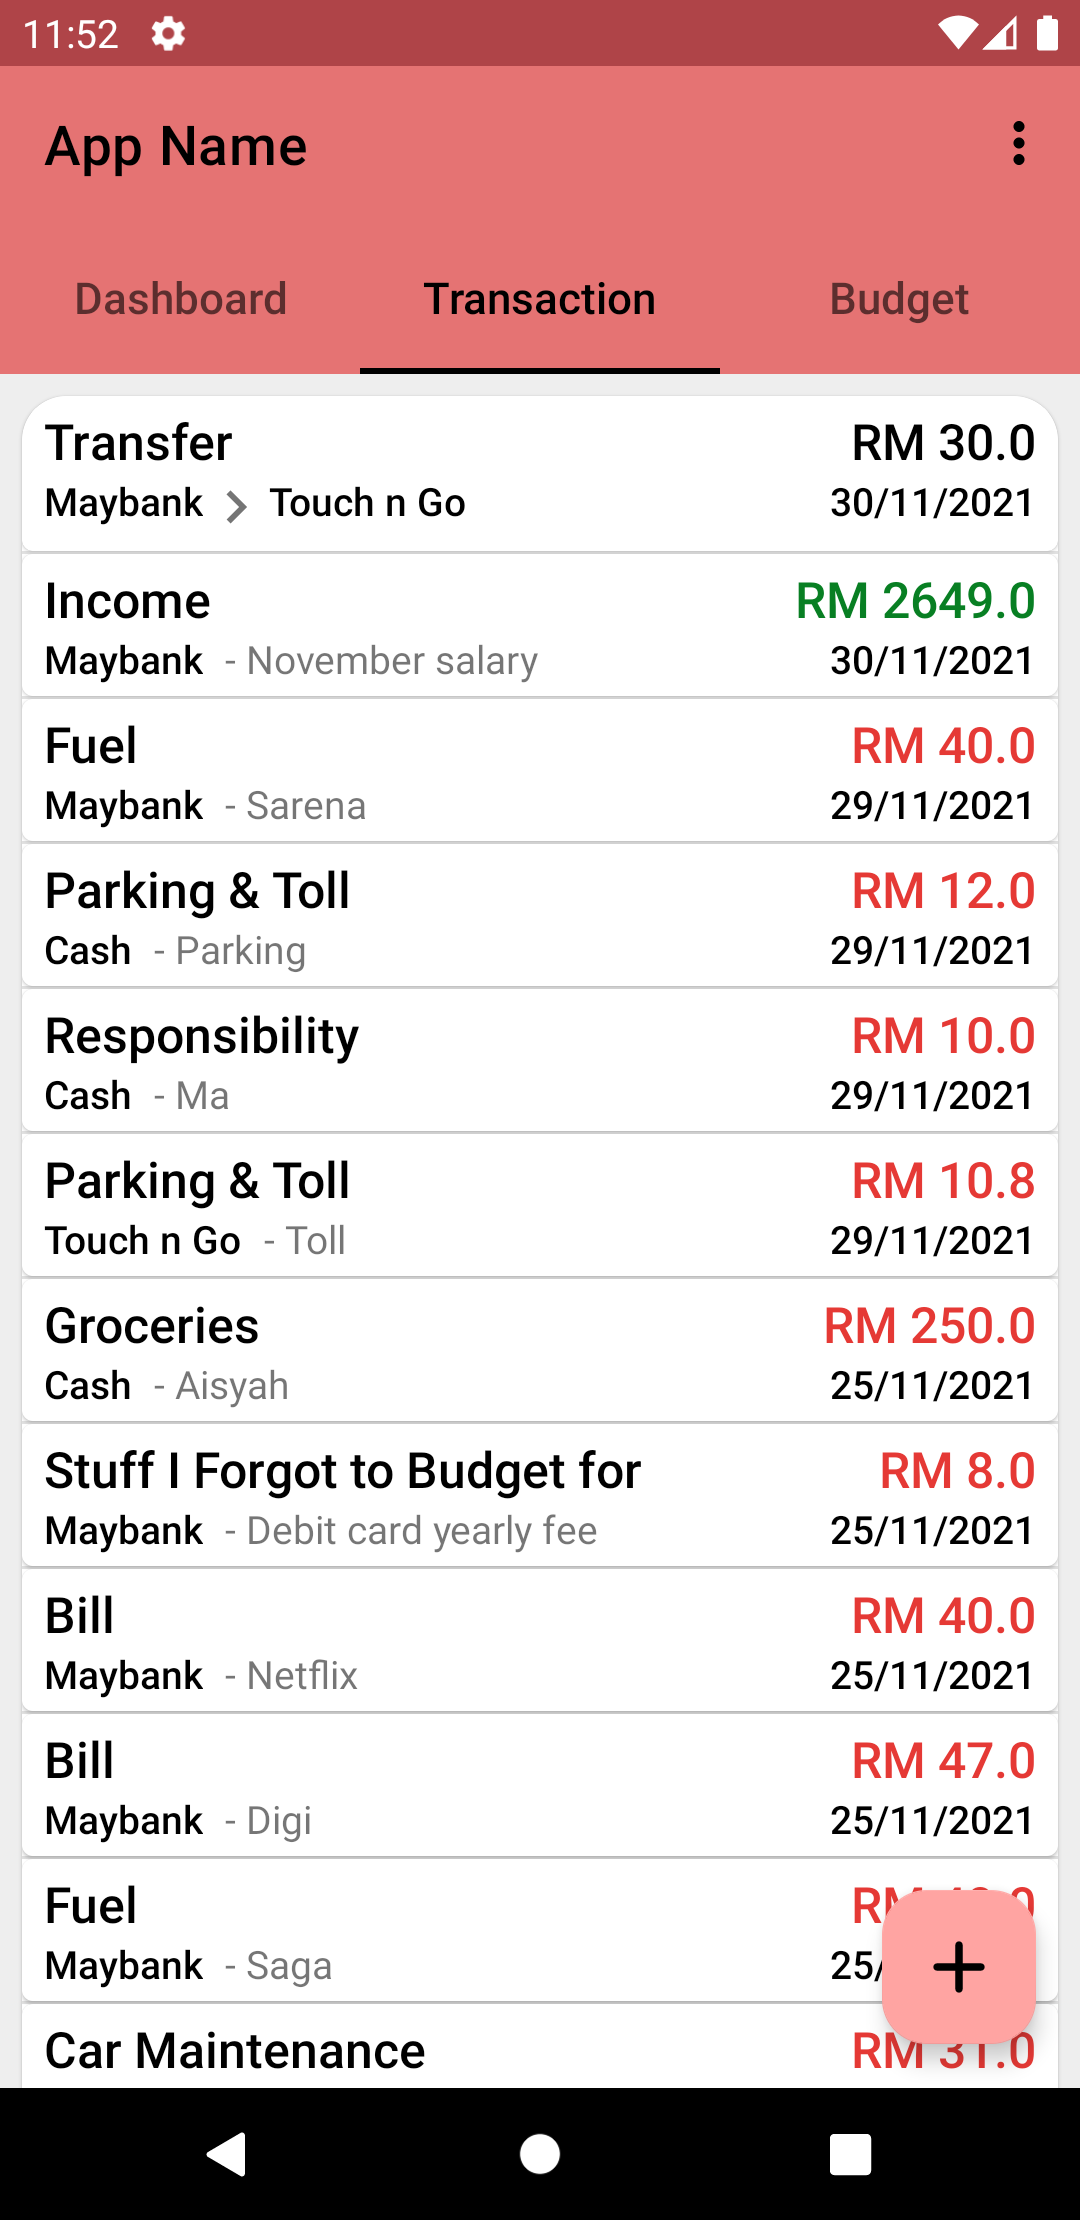 11:52
App Name
Dashboard Transaction Budget
Transfer RM 30.0
Maybank Touch n Go 30/11/2021
Income RM 2649.0
Maybank - November salary 30/11/2021
Fuel RM 40.0
Maybank - Sarena 29/11/2021
Parking & Toll RM 12.0
Cash - Parking 29/11/2021
Responsibility RM 10.0
Cash - Ma 29/11/2021
Parking & Toll RM 10.8
Touch n Go - Toll 29/11/2021
Groceries RM 250.0
Cash - Aisyah 25/11/2021
Stuff I Forgot to Budget for RM 8.0
Maybank - Debit card yearly fee 25/11/2021
Bill RM 40.0
Maybank - Netflix 25/11/2021
Bill RM 47.0
Maybank - Digi 25/11/2021
Fuel RM
Maybank - Saga 25/
Car Maintenance RM 31.0